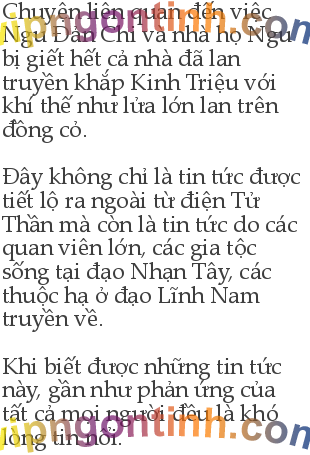 Chuyện liên quan đến việc
Ngu Đàn Chi và nhà họ Ngu
bị giết hết cả nhà đã lan
truyền khắp Kinh Triệu với
khí thế như lửa lớn lan trên
đồng cỏ.
Đây không chỉ là tin tức được
tiết lộ ra ngoài từ điện Tử
Thần mà còn là tin tức do các
quan viên lớn, các gia tộc
sống tại đạo Nhạn Tây, các
thuộc hạ ở đạo Lĩnh Nam
truyền về.
Khi biết được những tin tức
này, gần như phản ứng của
tất cả mọi người đều là khó
lòng tin nổi.
vipngontinh.com
vipngontinh.com